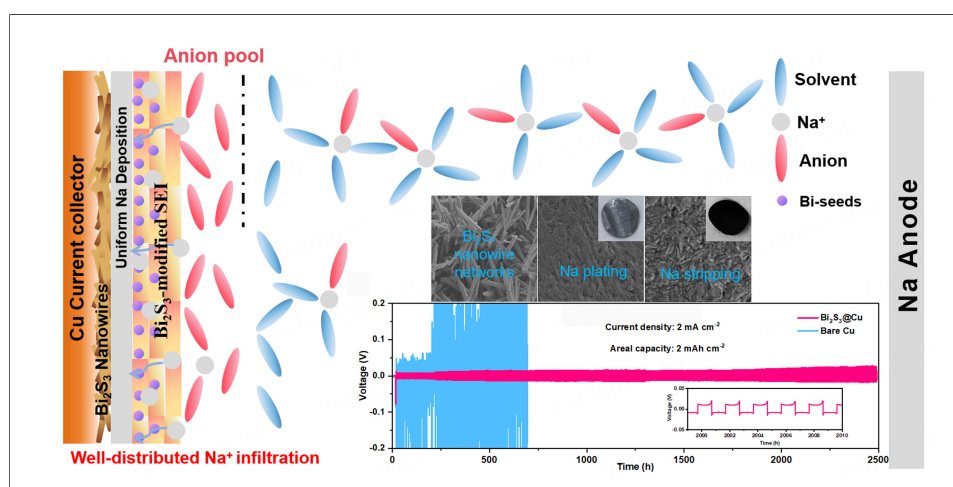 Anion pool
Solvent
Na⁺
Anion
Bi-seeds
Cu Current collector
Bi₂S₃ Nanowires
Uniform Na Deposition
Bi₂S₃-modified SEI
Na Anode
Bi₂S₃
nanowire
networks
Na plating
Na stripping
Well-distributed Na⁺ infiltration
Voltage (V)
0.2
0.1
0.0
-0.1
-0.2
Current density: 2 mA cm⁻²
Areal capacity: 2 mAh cm⁻²
Bi₂S₃@Cu
Bare Cu
Voltage (V)
0.05
0.00
-0.05
2000 2002 2004 2006 2008 2010
Time (h)
0 500 1000 1500 2000 2500
Time (h)